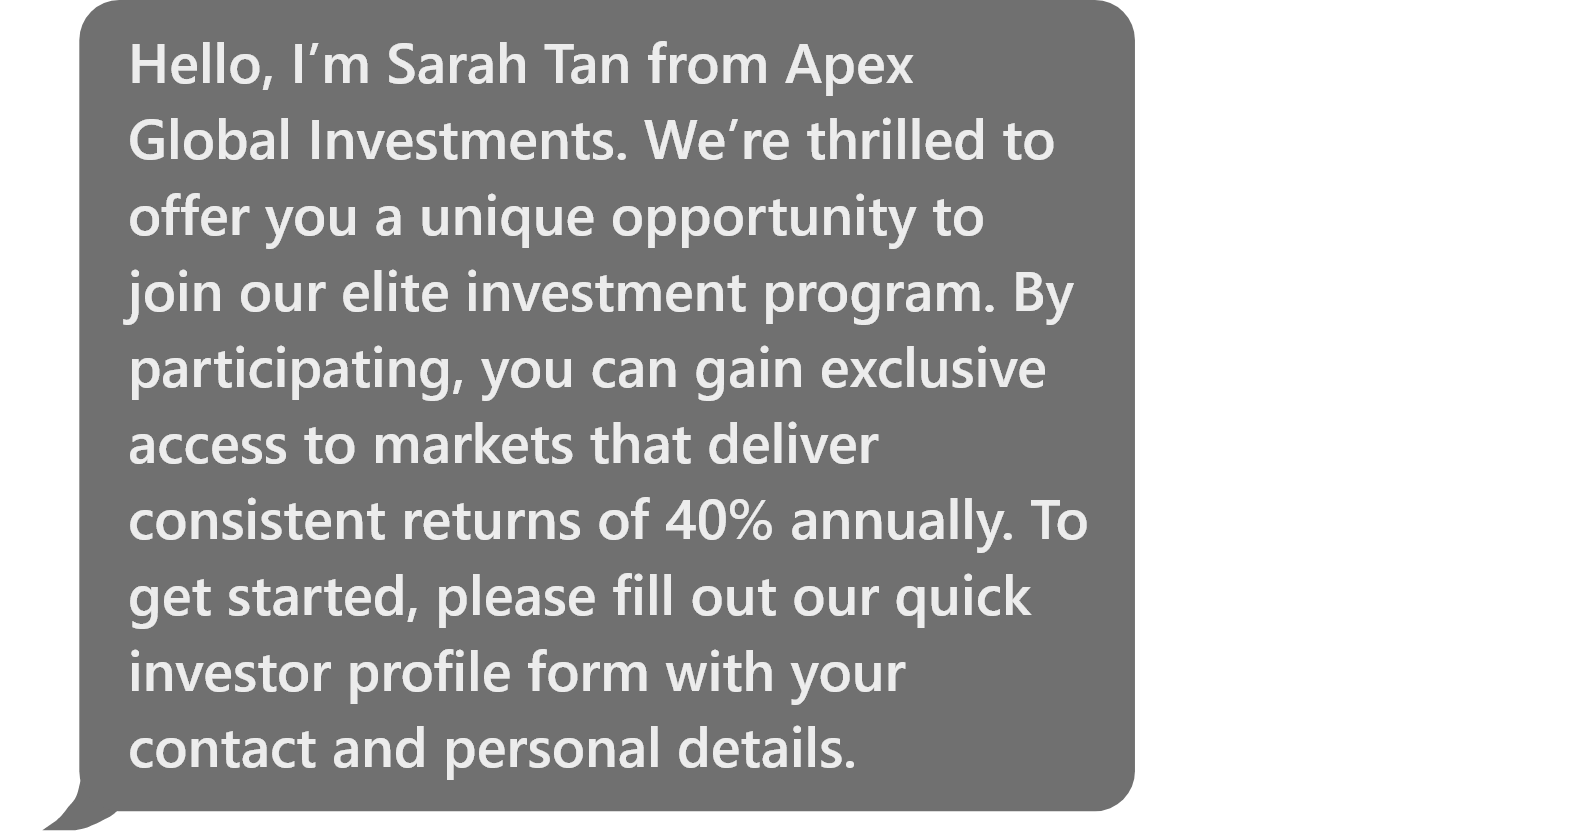 Hello, I’m Sarah Tan from Apex
Global Investments. We’re thrilled to
offer you a unique opportunity to
join our elite investment program. By
participating, you can gain exclusive
access to markets that deliver
consistent returns of 40% annually. To
get started, please fill out our quick
investor profile form with your
contact and personal details.